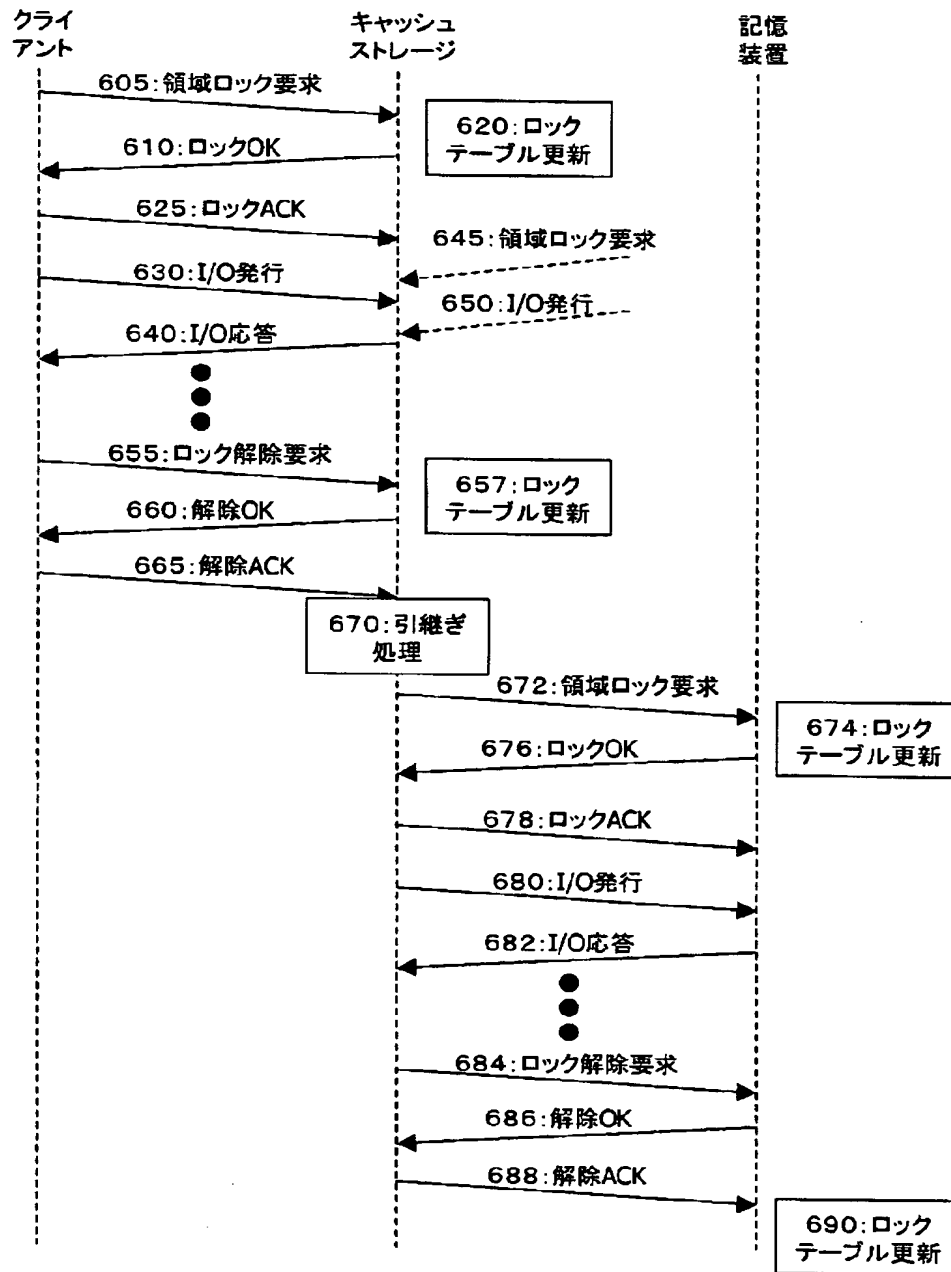 クライ
アント
キャッシュ
ストレージ
記憶
装置
605:領域ロック要求
620:ロック
テーブル更新
610:ロックOK
625:ロックACK
645:領域ロック要求
630:I/O発行
650:I/O発行
640:I/O応答
655:ロック解除要求
657:ロック
テーブル更新
660:解除OK
665:解除ACK
670:引継ぎ
処理
672:領域ロック要求
674:ロック
テーブル更新
676:ロックOK
678:ロックACK
680:I/O発行
682:I/O応答
684:ロック解除要求
686:解除OK
688:解除ACK
690:ロック
テーブル更新